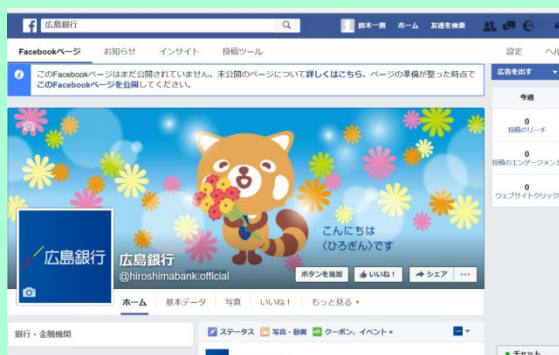 広島銀行
鈴木一男 ホーム 友達を検索
Facebookページ お知らせ インサイト 投稿ツール 設定 ヘル
このFacebookページはまだ公開されていません。未公開のページについて詳しくはこちら。ページの準備が整った時点で
このFacebookページを公開してください。
広告を出す
今週
0
投稿のリーチ
0
投稿のエンゲージメント
0
ウェブサイトクリック
こんにちは
〈ひろぎん〉です
広島銀行
広島銀行
@hiroshimabank.official
ボタンを追加 いいね! シェア
ホーム 基本データ 写真 いいね! もっと見る
銀行・金融機関
ステータス 写真・動画 クーポン、イベント+
チャット